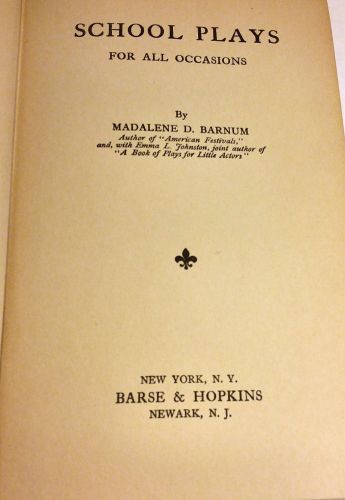 SCHOOL PLAYS
FOR ALL OCCASIONS
By
MADALENE D. BARNUM
Author of "American Festivals,"
and, with Emma L. Johnston, joint author of
"A Book of Plays for Little Actors"
NEW YORK, N. Y.
BARSE & HOPKINS
NEWARK, N. J.